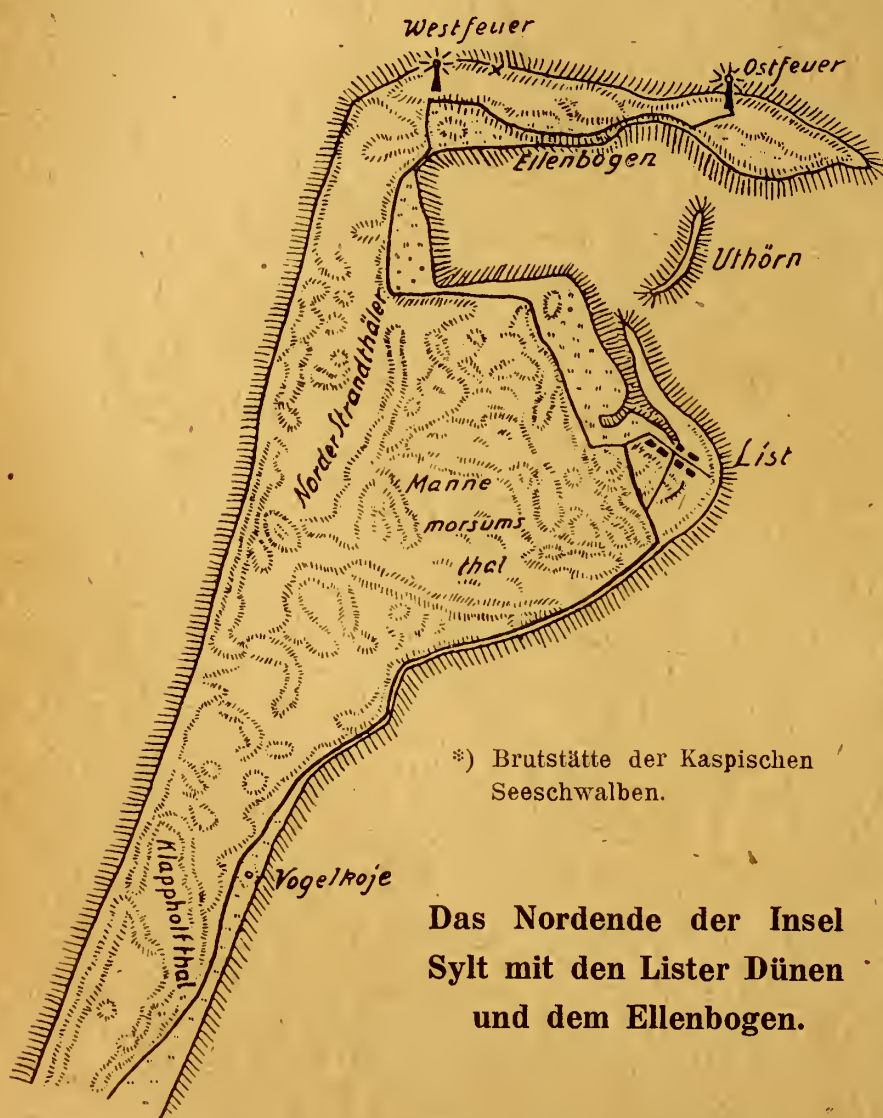 Westfeuer
Ostfeuer
Ellenbogen
Uthörn
Norder Strandthäler
List
Manne
morsums
thal
*) Brutstätte der Kaspischen
Seeschwalben.
Vogelkoje
Klappholtthal
Das Nordende der Insel
Sylt mit den Lister Dünen
und dem Ellenbogen.